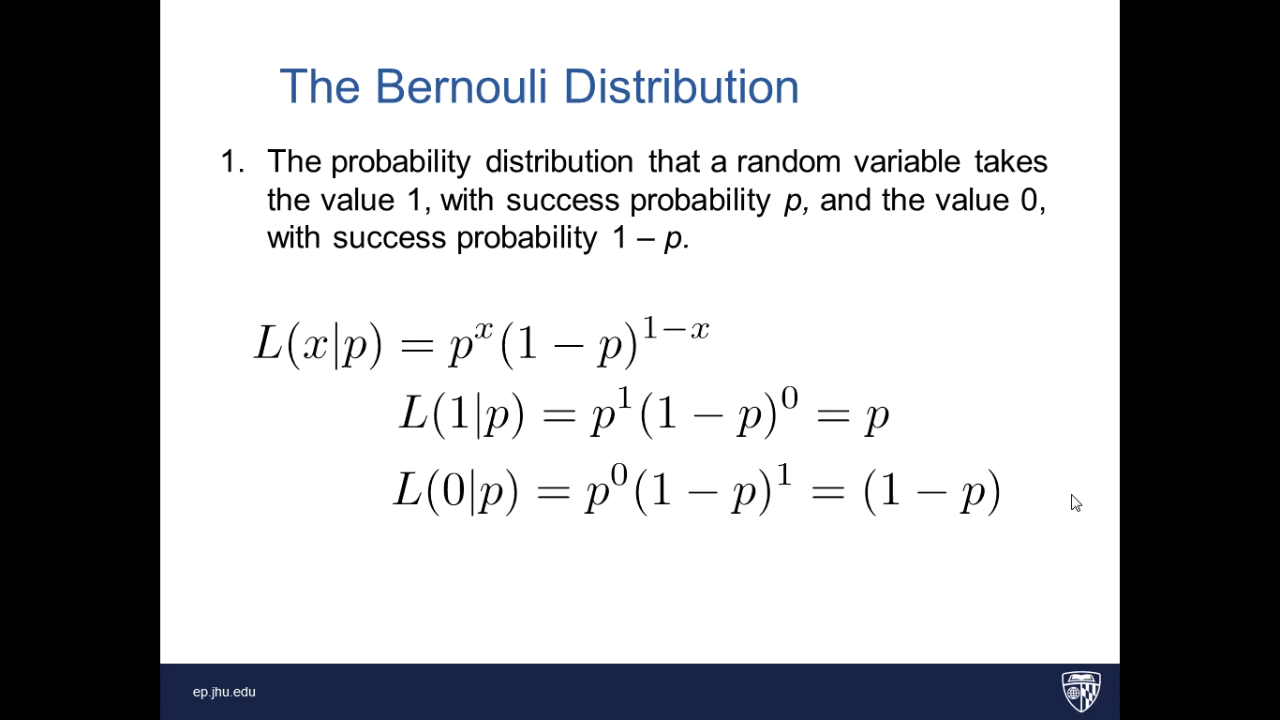 The Bernouli Distribution
1. The probability distribution that a random variable takes
the value 1, with success probability p, and the value 0,
with success probability 1 – p.
L(x|p) = p^x(1 − p)^{1−x}
L(1|p) = p^1(1 − p)^0 = p
L(0|p) = p^0(1 − p)^1 = (1 − p)
ep.jhu.edu